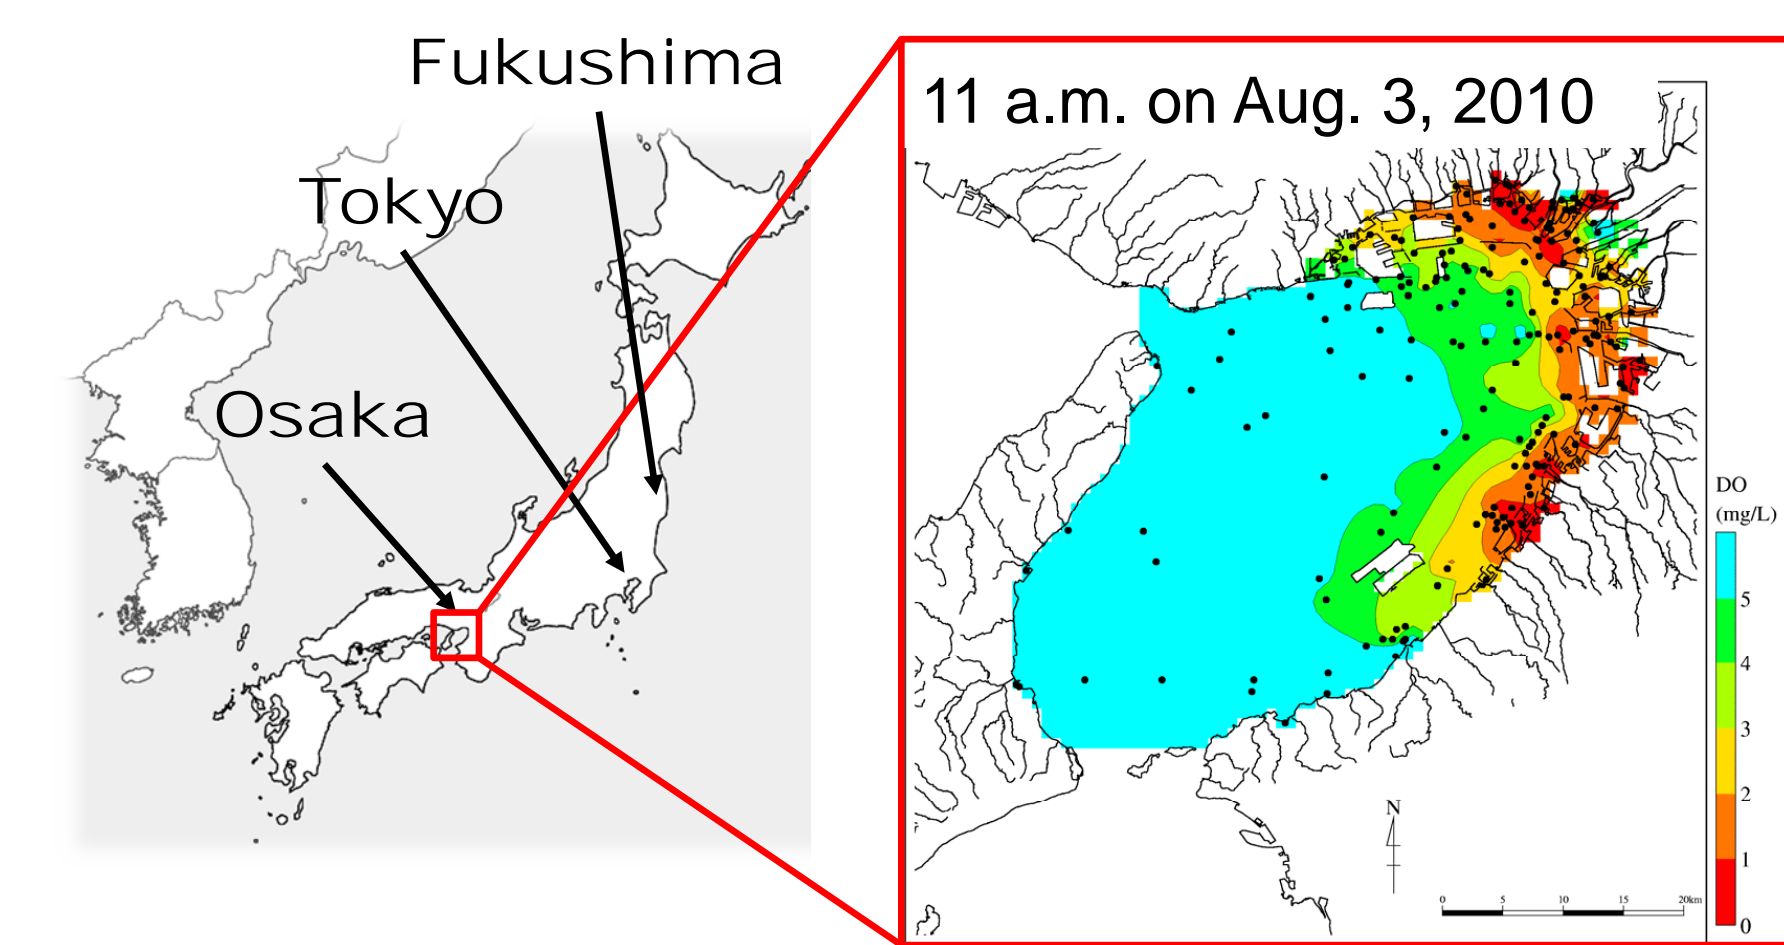 Fukushima
Tokyo
Osaka
11 a.m. on Aug. 3, 2010
DO
(mg/L)
5
4
3
2
1
0
N
0 5 10 15 20km